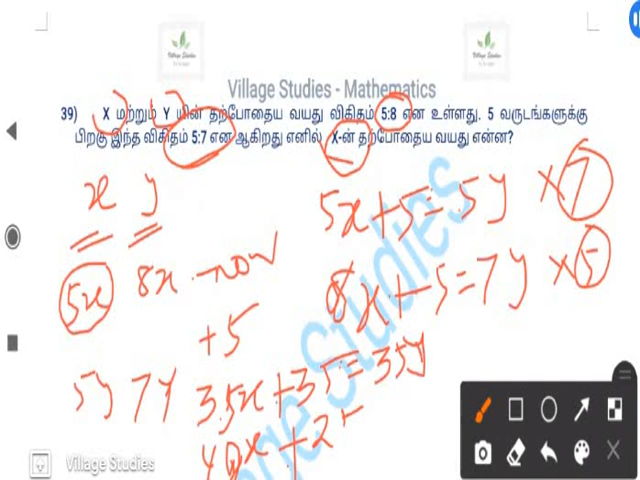 Village Studies
Village Studies
Village Studies - Mathematics
39) X மற்றும் Y யின் தற்போதைய வயது விகிதம் 5:8 என உள்ளது. 5 வருடங்களுக்கு
பிறகு இந்த விகிதம் 5:7 என ஆகிறது எனில் X-ன் தற்போதைய வயது என்ன?
x y
5x 8x now
+5
5y 7y
5x+5=5y ×7
8x+5=7y ×5
35x+35=35y
40x+25
Village Studies
Village Studies